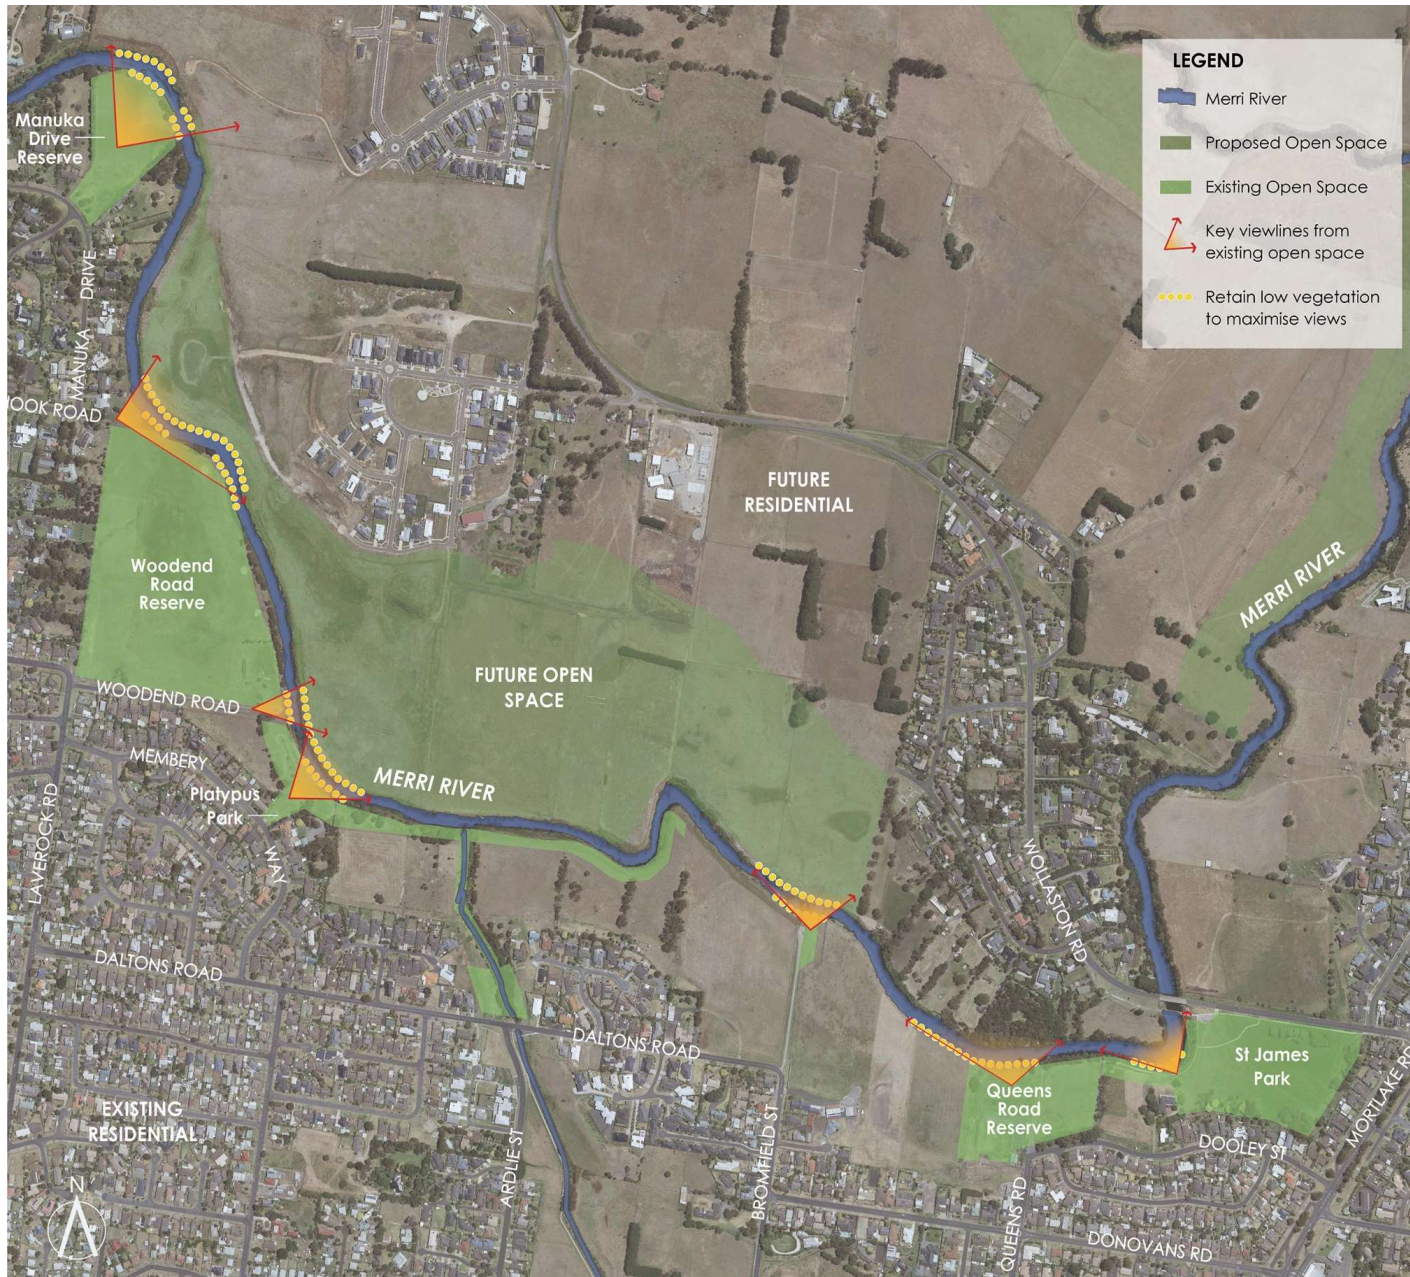 LEGEND
Merri River
Proposed Open Space
Existing Open Space
Key viewlines from
existing open space
Retain low vegetation
to maximise views
Manuka
Drive
Reserve
MANUKA DRIVE
OOK ROAD
Woodend
Road
Reserve
FUTURE
RESIDENTIAL
MERRI RIVER
FUTURE OPEN
SPACE
WOODEND ROAD
MEMBERY
WAY
Platypus
Park
MERRI RIVER
LAVEROCK RD
WOLLASTON RD
DALTONS ROAD
DALTONS ROAD
St James
Park
Queens
Road
Reserve
MORTLAKE RD
EXISTING
RESIDENTIAL
DOOLEY ST
ARDLIE ST
BROMFIELD ST
QUEENS RD
DONOVANS RD
N